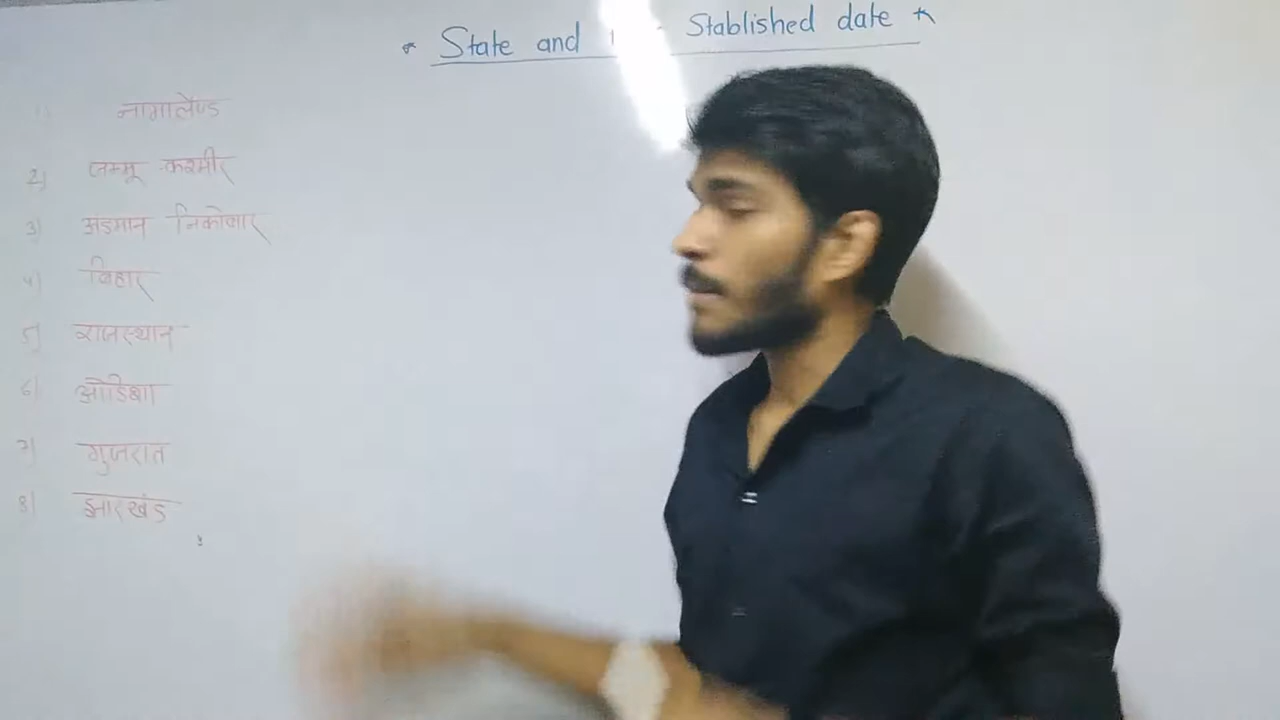 * State and Stablished date *
1) नागालैण्ड
2) जम्मू कश्मीर
3) अंडमान निकोबार
4) बिहार
5) राजस्थान
6) ओडिशा
7) गुजरात
8) झारखंड